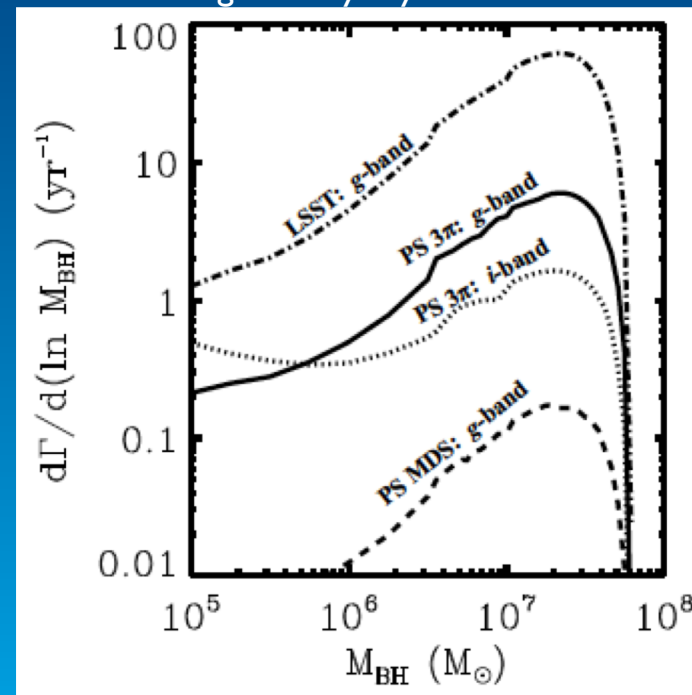 100
10
1
0.1
0.01
dΓ/d(ln M_BH) (yr⁻¹)
LSST: g-band
PS 3π: g-band
PS 3π: i-band
PS MDS: g-band
10⁵ 10⁶ 10⁷ 10⁸
M_BH (M_⊙)